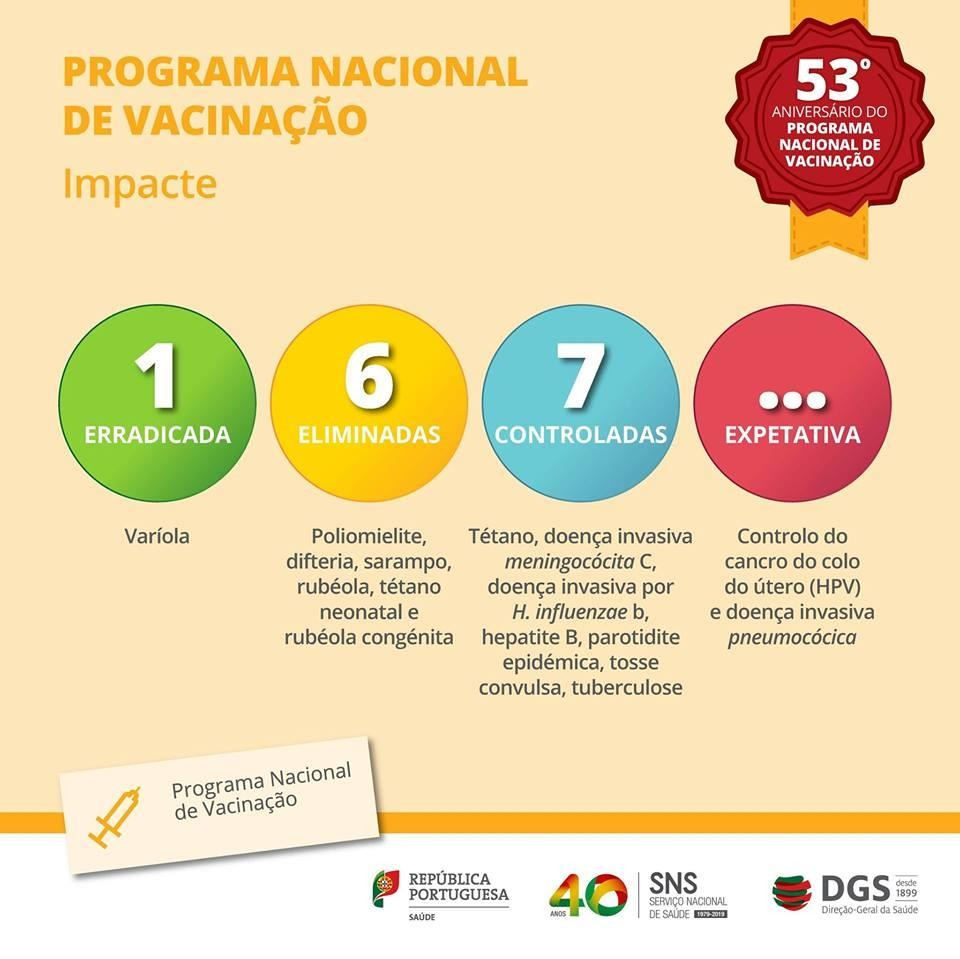 PROGRAMA NACIONAL
DE VACINAÇÃO
Impacte
53º
ANIVERSÁRIO DO
PROGRAMA
NACIONAL DE
VACINAÇÃO
1
ERRADICADA
Varíola
6
ELIMINADAS
Poliomielite,
difteria, sarampo,
rubéola, tétano
neonatal e
rubéola congénita
7
CONTROLADAS
Tétano, doença invasiva
meningocócita C,
doença invasiva por
H. influenzae b,
hepatite B, parotidite
epidémica, tosse
convulsa, tuberculose
...
EXPETATIVA
Controlo do
cancro do colo
do útero (HPV)
e doença invasiva
pneumocócica
Programa Nacional
de Vacinação
REPÚBLICA
PORTUGUESA
SAÚDE
40
ANOS
SNS
SERVIÇO NACIONAL
DE SAÚDE 1979-2019
DGS desde
1899
Direção-Geral da Saúde